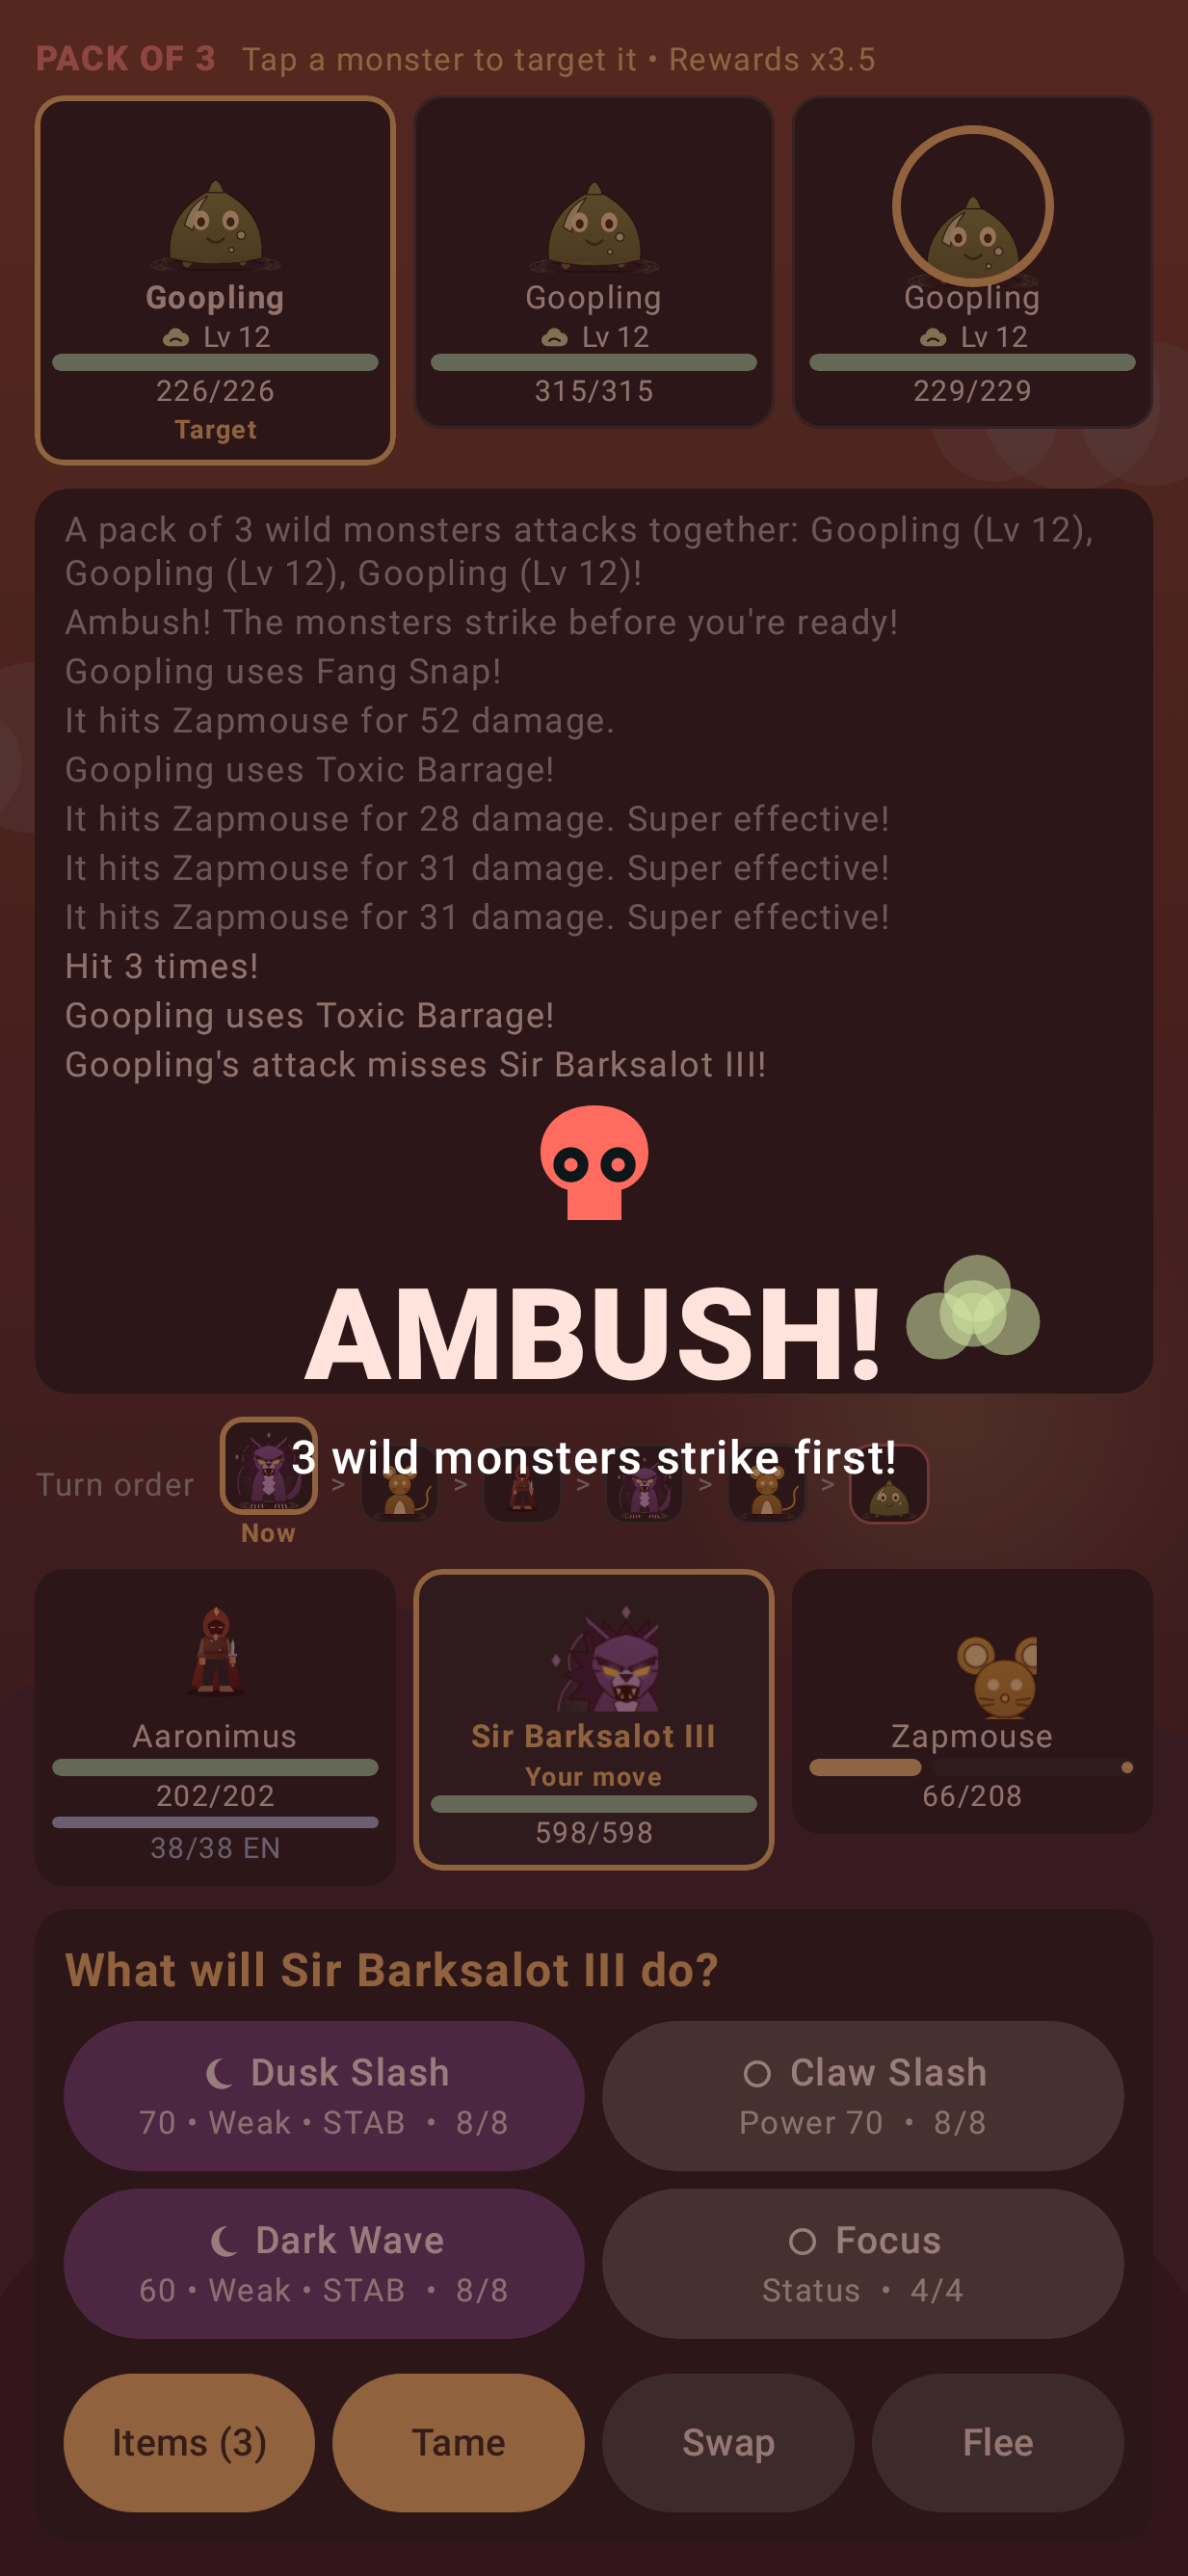 PACK OF 3 Tap a monster to target it • Rewards x3.5
Goopling
Lv 12
226/226
Target
Goopling
Lv 12
315/315
Goopling
Lv 12
229/229
A pack of 3 wild monsters attacks together: Goopling (Lv 12),
Goopling (Lv 12), Goopling (Lv 12)!
Ambush! The monsters strike before you're ready!
Goopling uses Fang Snap!
It hits Zapmouse for 52 damage.
Goopling uses Toxic Barrage!
It hits Zapmouse for 28 damage. Super effective!
It hits Zapmouse for 31 damage. Super effective!
It hits Zapmouse for 31 damage. Super effective!
Hit 3 times!
Goopling uses Toxic Barrage!
Goopling's attack misses Sir Barksalot III!
AMBUSH!
3 wild monsters strike first!
Turn order > > > > >
Now
Aaronimus
202/202
38/38 EN
Sir Barksalot III
Your move
598/598
Zapmouse
66/208
What will Sir Barksalot III do?
Dusk Slash
70 • Weak • STAB • 8/8
Claw Slash
Power 70 • 8/8
Dark Wave
60 • Weak • STAB • 8/8
Focus
Status • 4/4
Items (3)
Tame
Swap
Flee